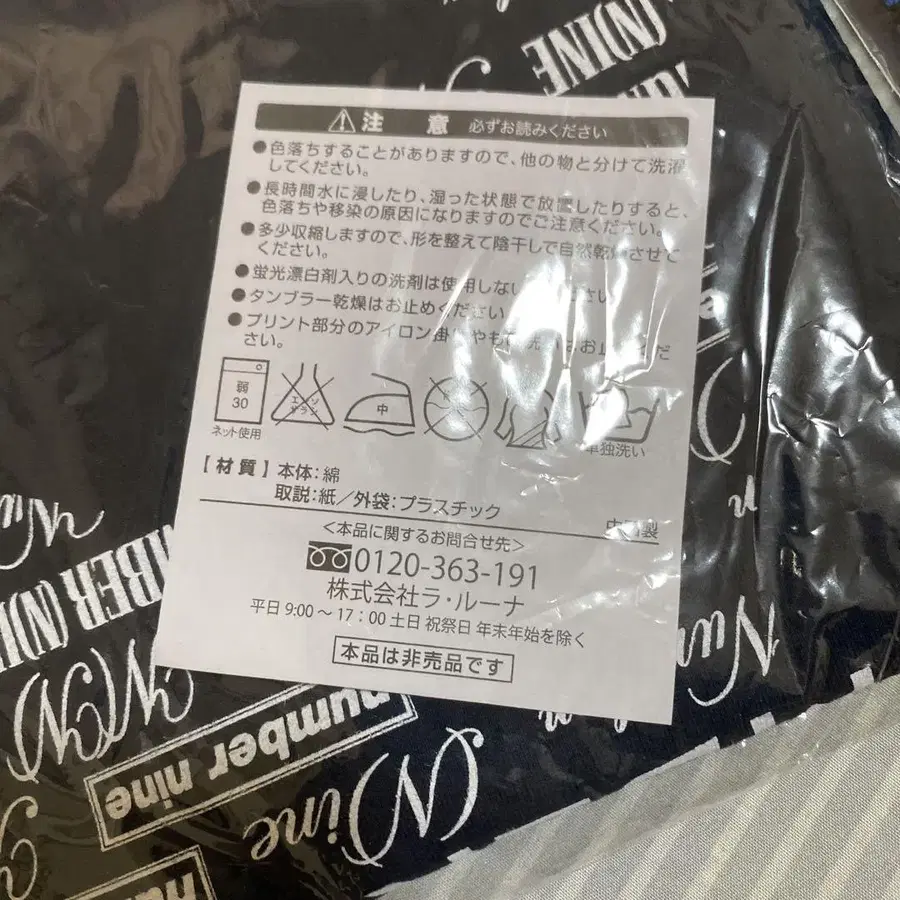 (N)INE
⚠注 意 必ずお読みください
●色落ちすることがありますので、他の物と分けて洗濯
してください。
●長時間水に浸したり、湿った状態で放置したりすると、
色落ちや移染の原因になりますのでご注意ください。
●多少収縮しますので、形を整えて陰干しで自然乾燥させて
ください。
●蛍光漂白剤入りの洗剤は使用しない
●タンブラー乾燥はお止めください
●プリント部分のアイロン掛けやも
さい。
弱
30
エンソ
サラシ
中
ネット使用
単独洗い
【材質】本体:綿
取説:紙/外袋:プラスチック
<本品に関するお問合せ先>
0120-363-191
株式会社ラ・ルーナ
平日 9:00~17:00 土日 祝祭日 年末年始を除く
本品は非売品です
number nine
(N)ine